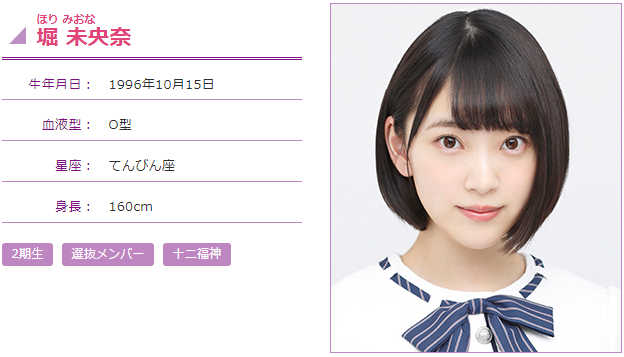 ほり みおな
堀 未央奈
生年月日： 1996年10月15日
血液型： O型
星座： てんびん座
身長： 160cm
2期生 選抜メンバー 十二福神